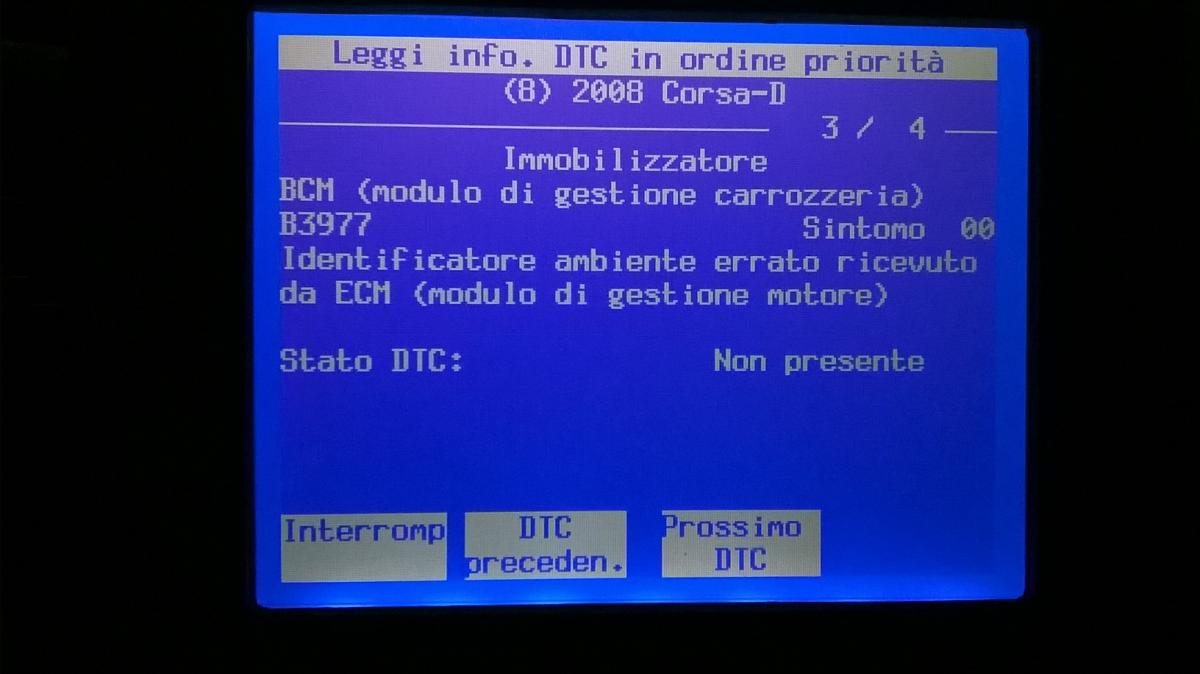 Leggi info. DTC in ordine priorità
(8) 2008 Corsa-D
3 / 4
Immobilizzatore
BCM (modulo di gestione carrozzeria)
B3977 Sintomo 00
Identificatore ambiente errato ricevuto
da ECM (modulo di gestione motore)
Stato DTC: Non presente
Interromp
DTC
preceden.
Prossimo
DTC